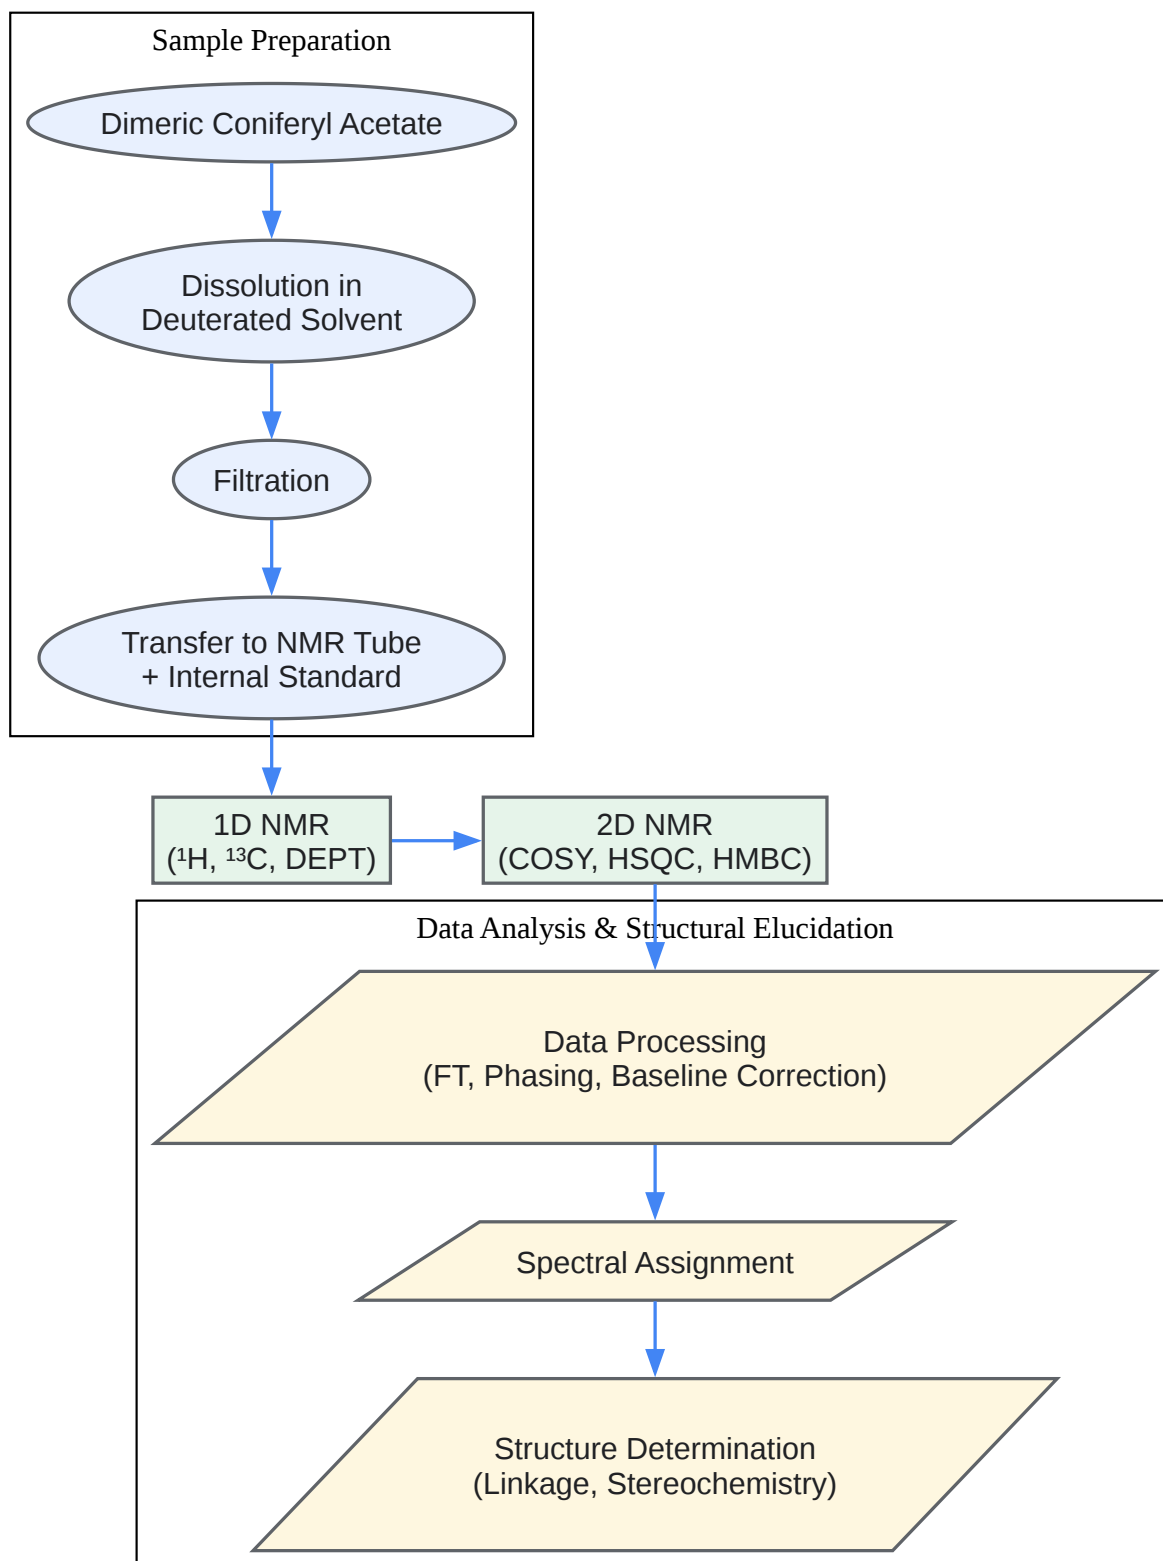 Sample Preparation
Dimeric Coniferyl Acetate
Dissolution in
Deuterated Solvent
Filtration
Transfer to NMR Tube
+ Internal Standard
1D NMR
(¹H, ¹³C, DEPT)
2D NMR
(COSY, HSQC, HMBC)
Data Analysis & Structural Elucidation
Data Processing
(FT, Phasing, Baseline Correction)
Spectral Assignment
Structure Determination
(Linkage, Stereochemistry)